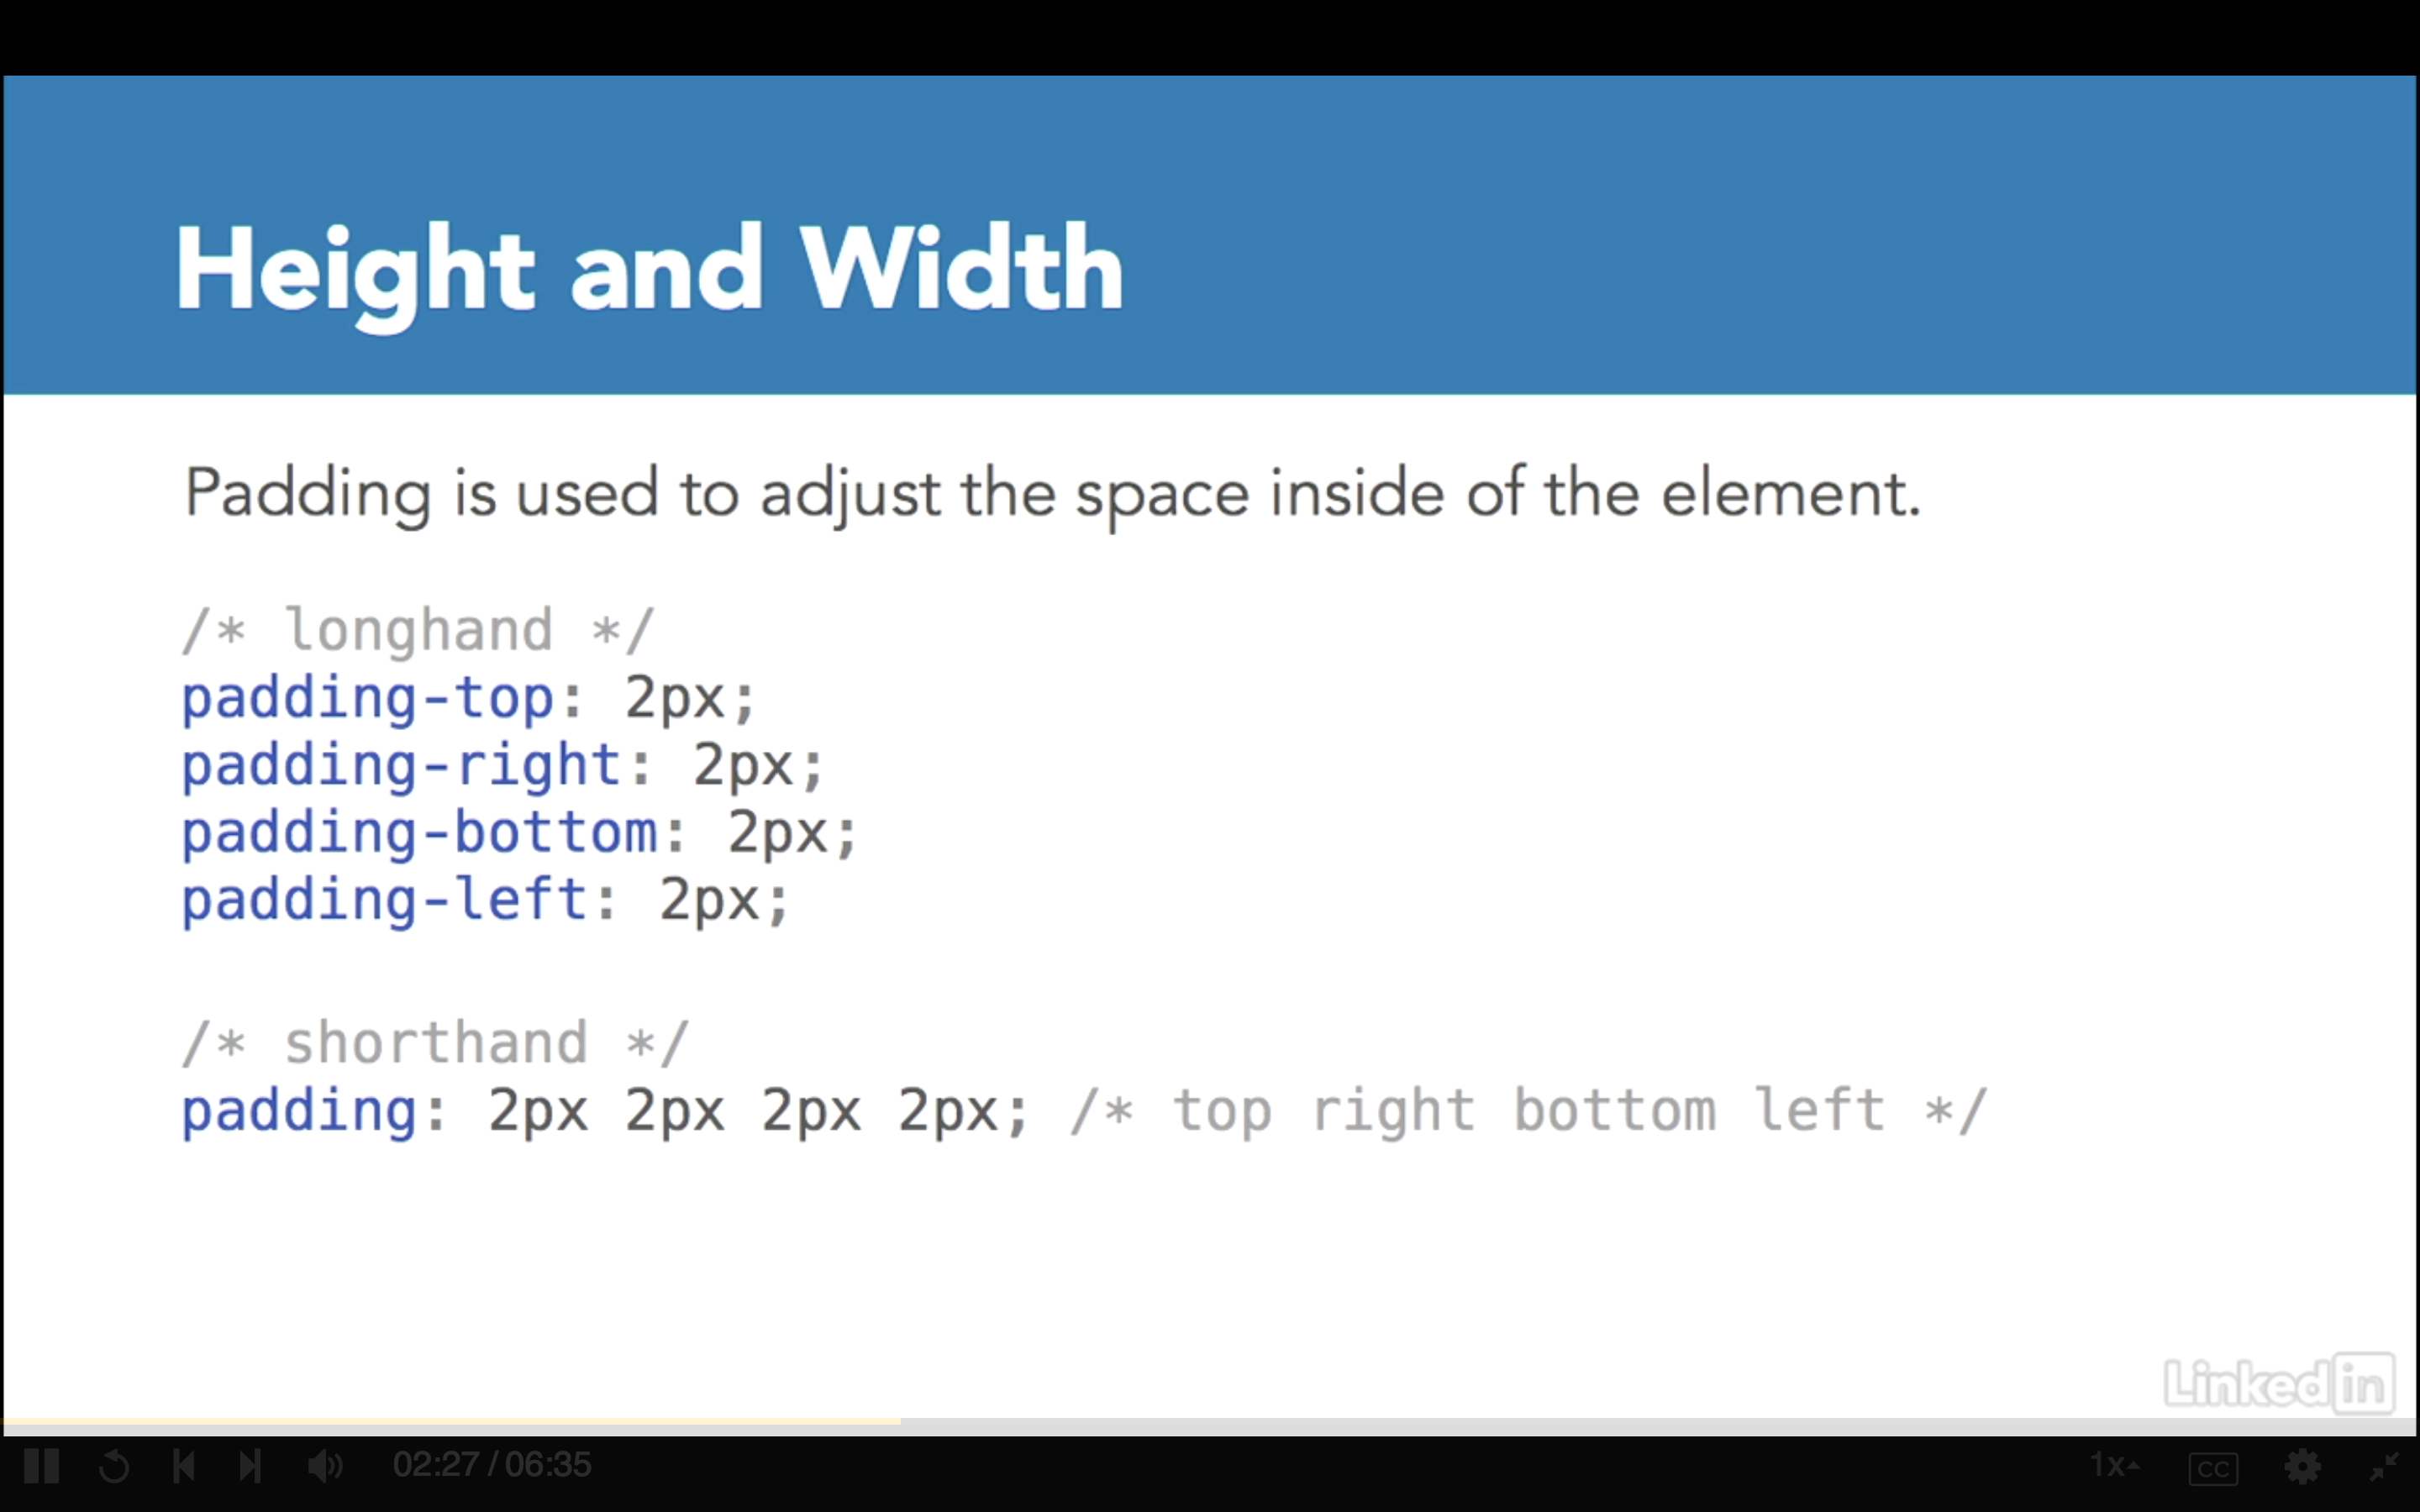 Height and Width
Padding is used to adjust the space inside of the element.
/* longhand */
padding-top: 2px;
padding-right: 2px;
padding-bottom: 2px;
padding-left: 2px;
/* shorthand */
padding: 2px 2px 2px 2px; /* top right bottom left */
Linked in
02:27 / 06:35
1x
CC